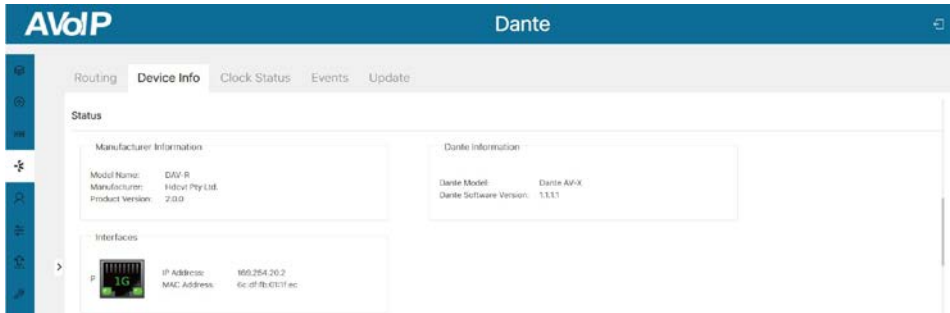 AVoIP
Dante
Routing Device Info Clock Status Events Update
Status
Manufacturer Information
Model Name: DAV-R
Manufacturer: Hdcvt Pty Ltd.
Product Version: 2.0.0
Dante Information
Dante Model: Dante AV-X
Dante Software Version: 1.1.1.1
Interfaces
P
1G
IP Address: 169.254.20.2
MAC Address: